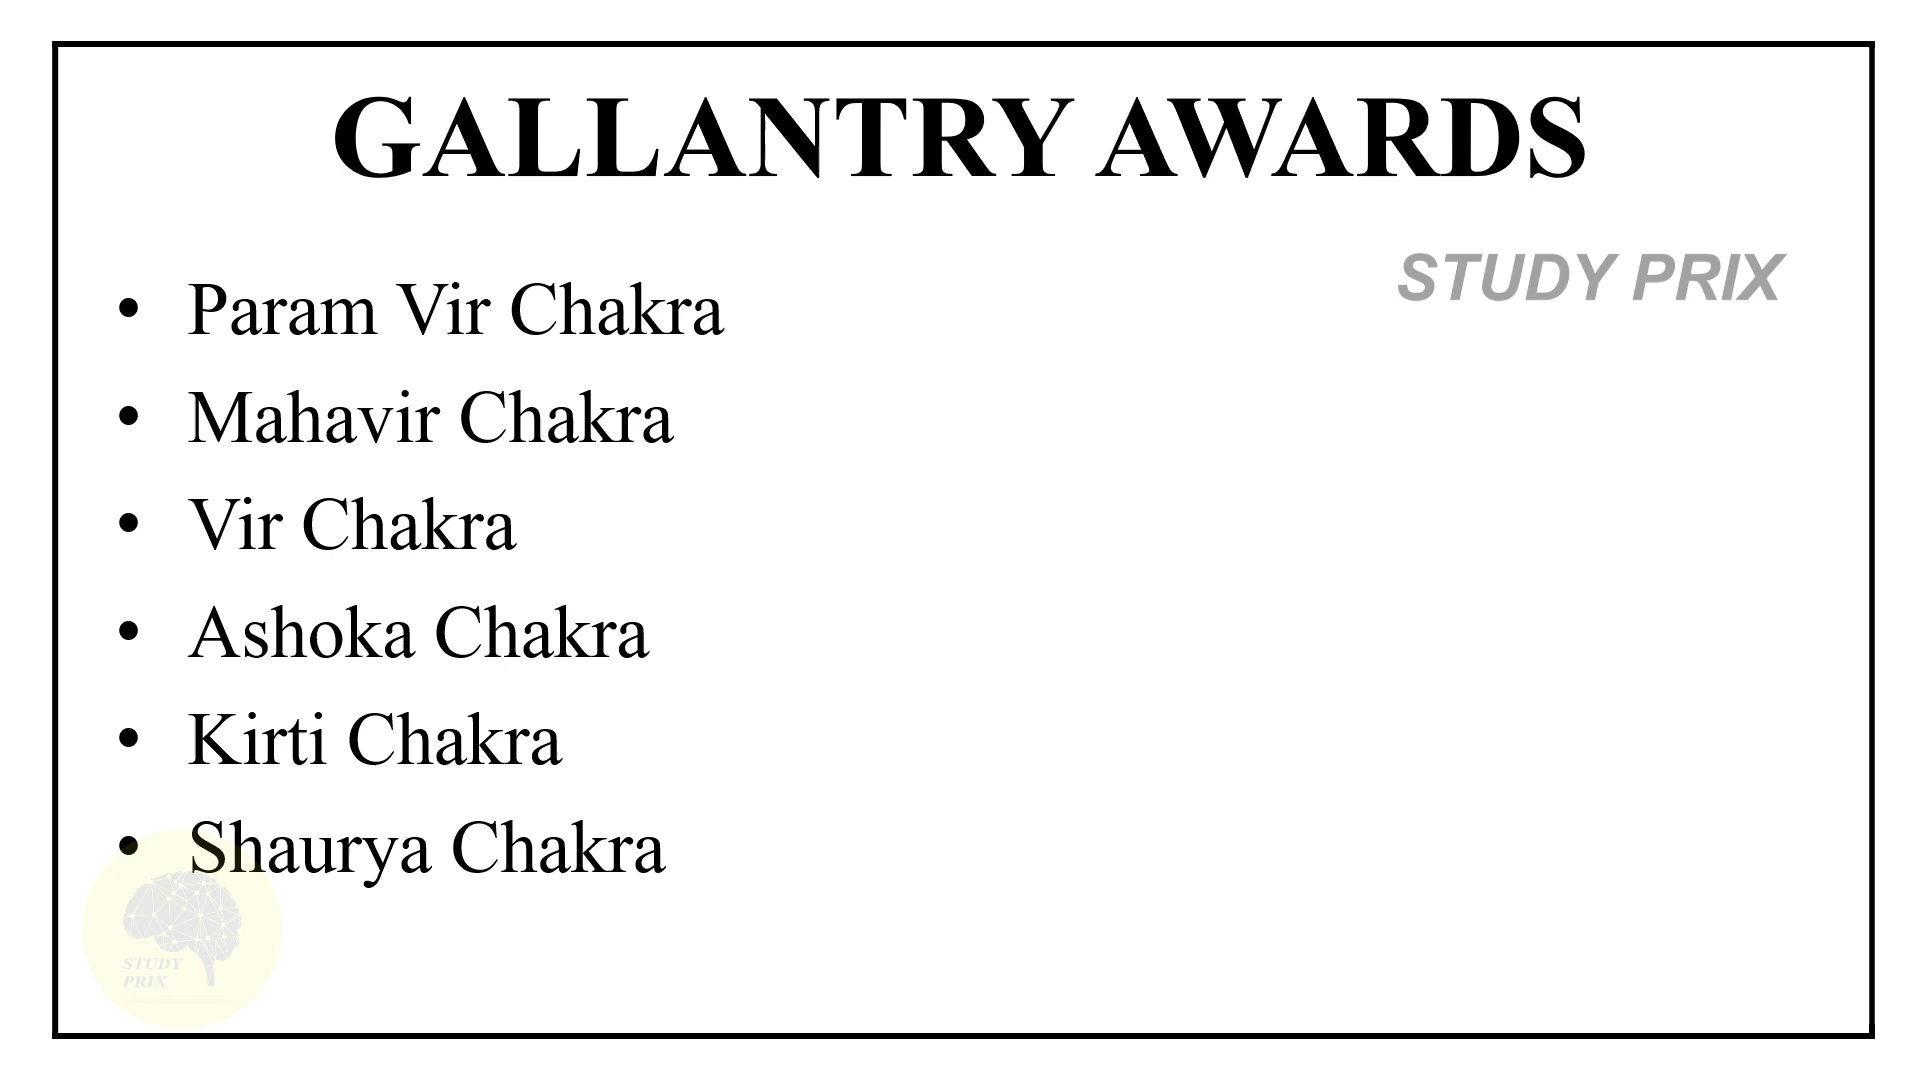 GALLANTRY AWARDS
STUDY PRIX
• Param Vir Chakra
• Mahavir Chakra
• Vir Chakra
• Ashoka Chakra
• Kirti Chakra
• Shaurya Chakra
STUDY
PRIX